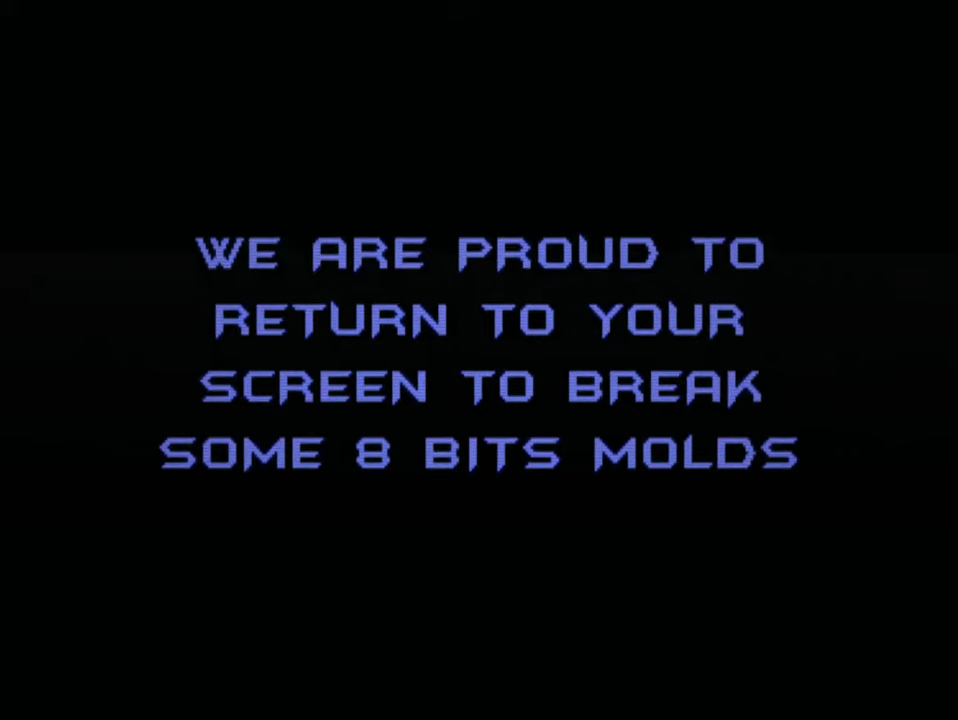 WE ARE PROUD TO
RETURN TO YOUR
SCREEN TO BREAK
SOME 8 BITS MOLDS